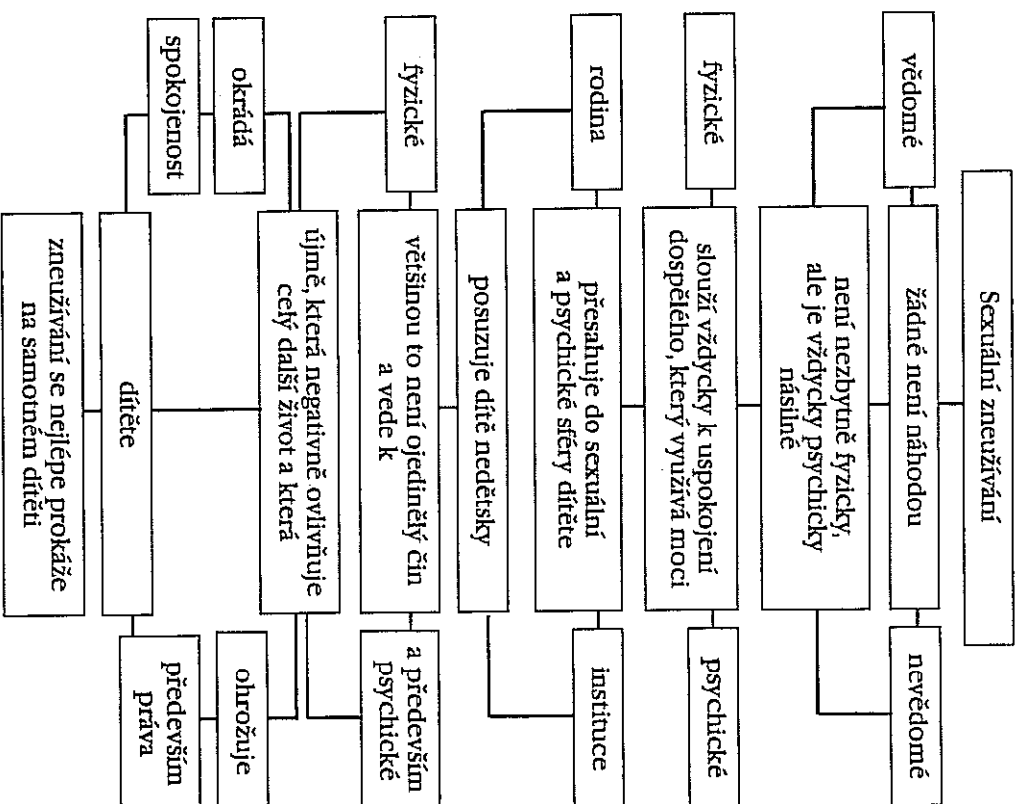 Sexuální zneužívání
vědomé
žádné není náhodou
nevědomé
není nezbytně fyzicky,
ale je vždycky psychicky
násilné
fyzické
slouží vždycky k uspokojení
dospělého, který využívá moci
psychické
rodina
přesahuje do sexuální
a psychické sféry dítěte
instituce
posuzuje dítě nedětsky
fyzické
většinou to není ojedinělý čin
a vede k
a především
psychické
újmě, která negativně ovlivňuje
celý další život a která
okrádá
ohrožuje
spokojenost
dítěte
především
práva
zneužívání se nejlépe prokáže
na samotném dítěti